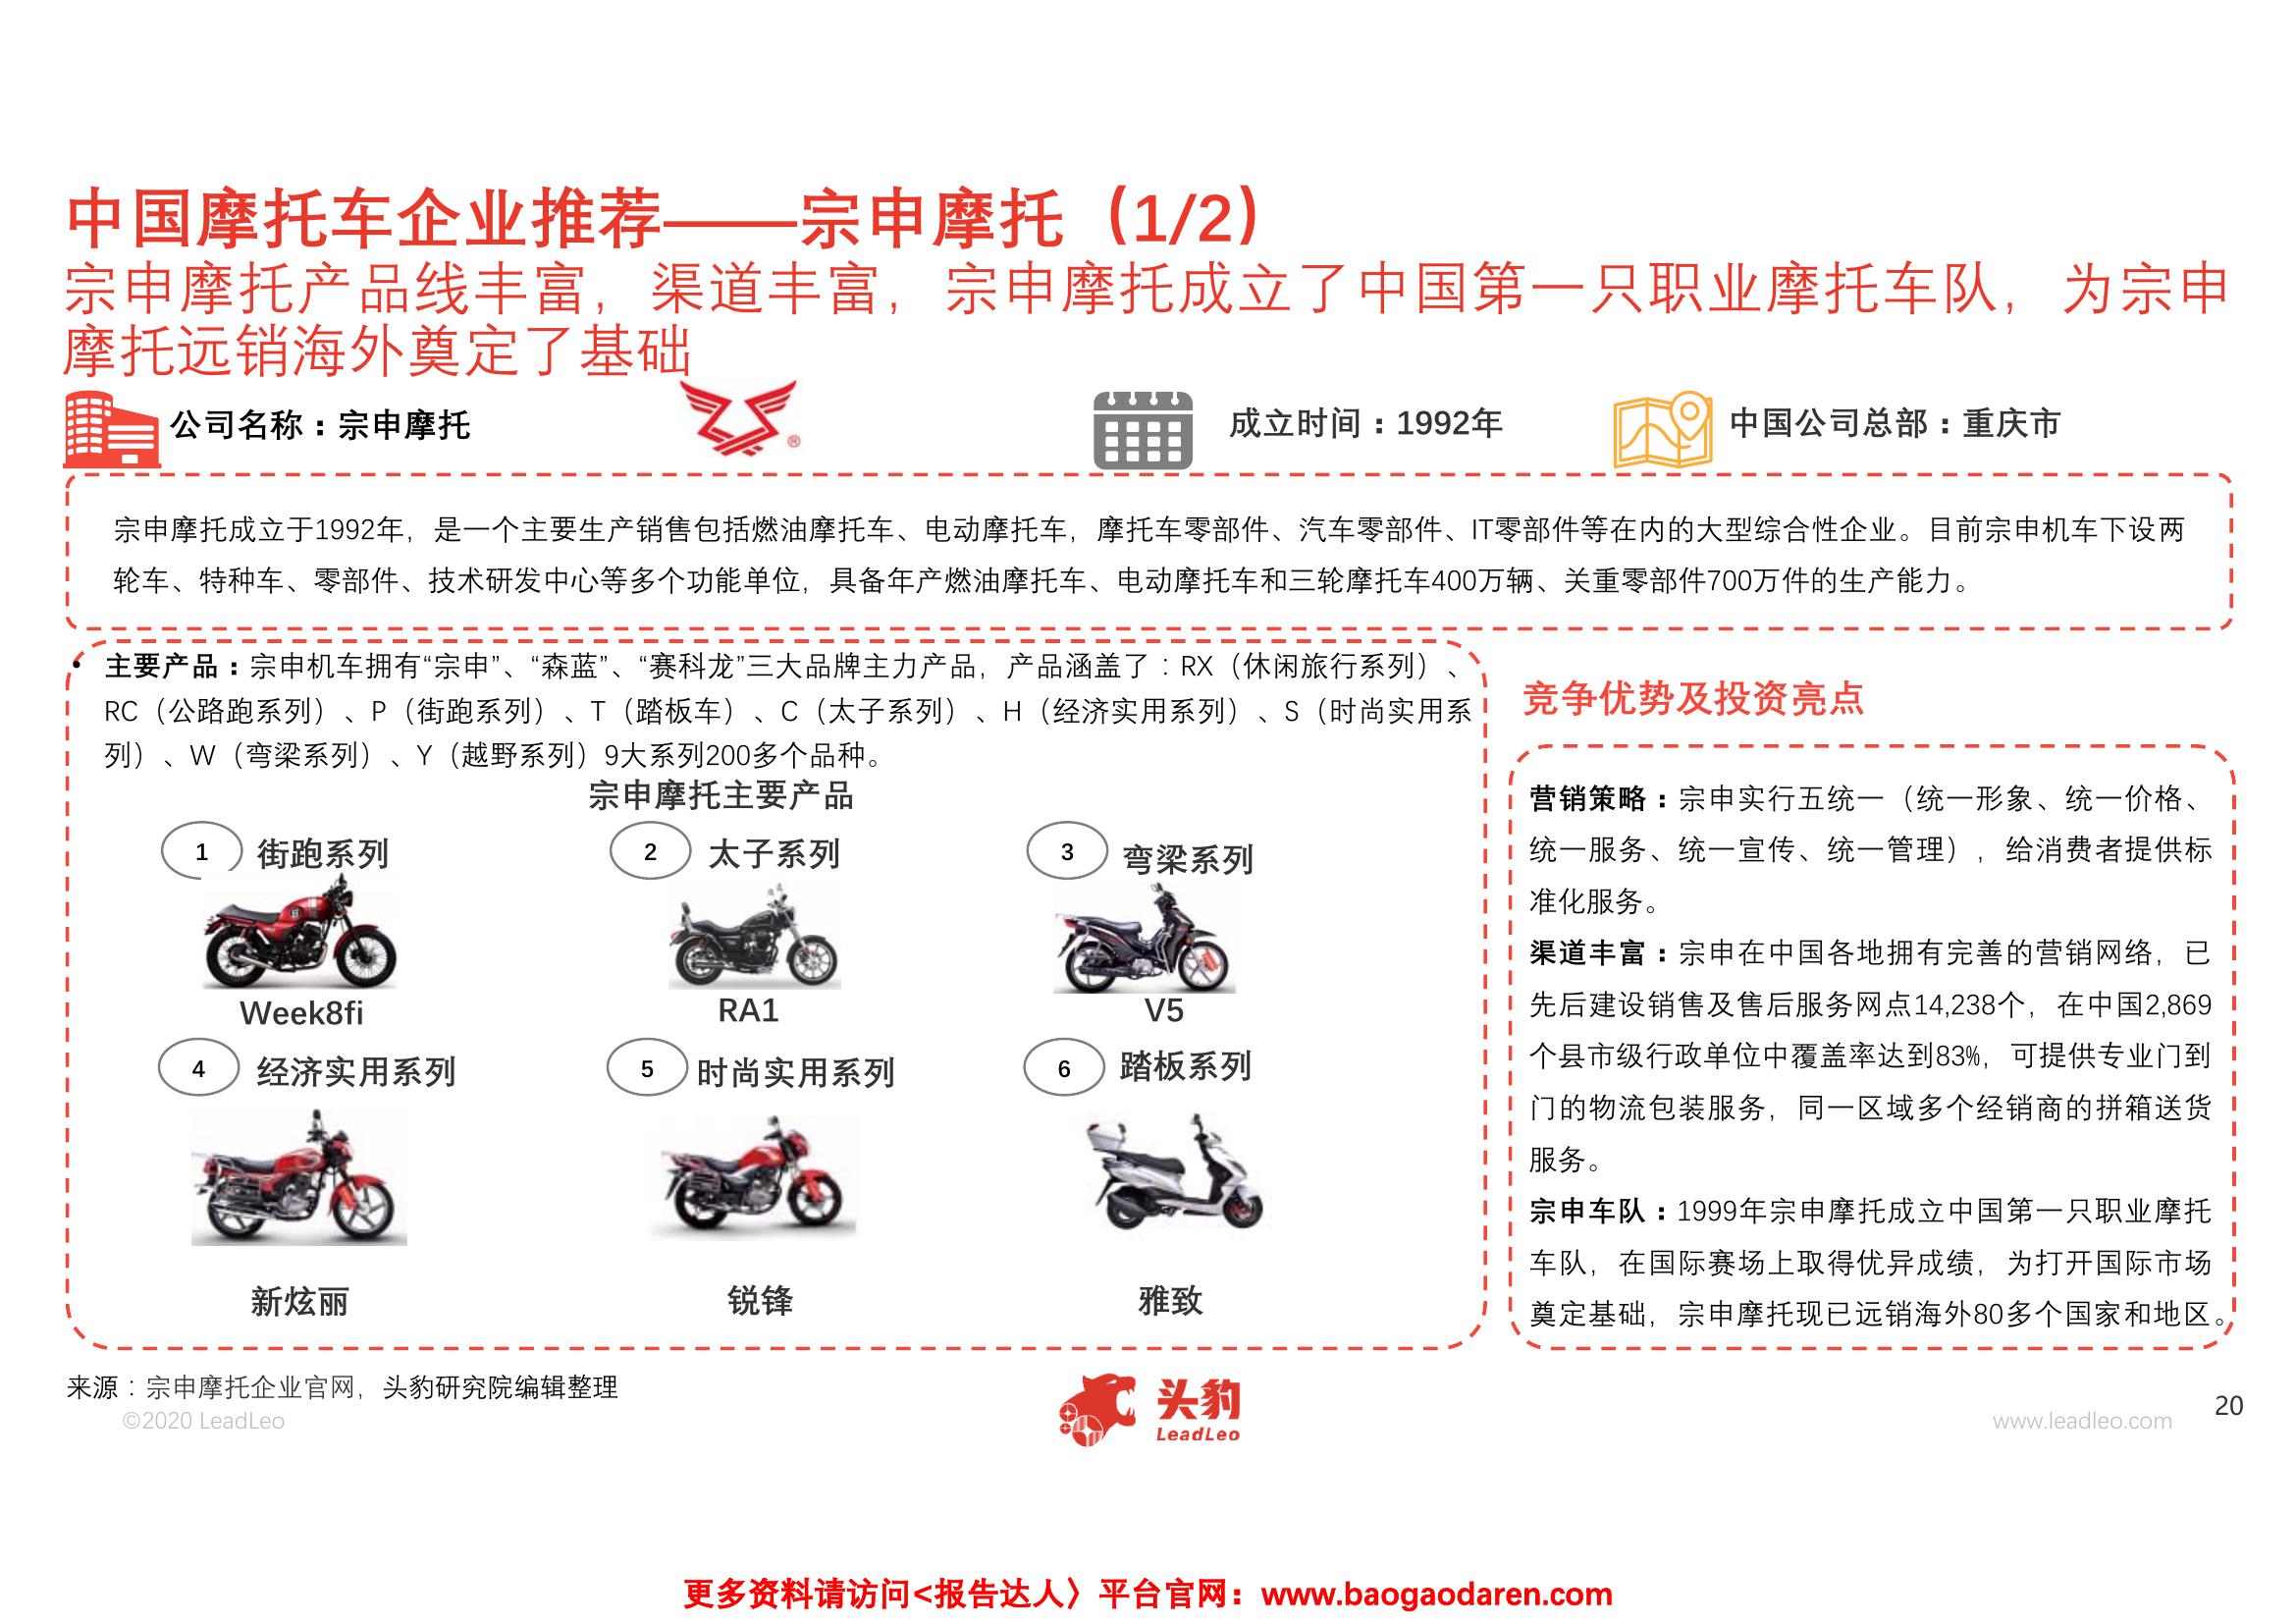 中国摩托车企业推荐——宗申摩托（1/2）
宗申摩托产品线丰富，渠道丰富，宗申摩托成立了中国第一只职业摩托车队，为宗申
摩托远销海外奠定了基础
公司名称：宗申摩托
®
成立时间：1992年
中国公司总部：重庆市
宗申摩托成立于1992年，是一个主要生产销售包括燃油摩托车、电动摩托车，摩托车零部件、汽车零部件、IT零部件等在内的大型综合性企业。目前宗申机车下设两
轮车、特种车、零部件、技术研发中心等多个功能单位，具备年产燃油摩托车、电动摩托车和三轮摩托车400万辆、关重零部件700万件的生产能力。
• 主要产品：宗申机车拥有“宗申”、“森蓝”、“赛科龙”三大品牌主力产品，产品涵盖了：RX（休闲旅行系列）、
RC（公路跑系列）、P（街跑系列）、T（踏板车）、C（太子系列）、H（经济实用系列）、S（时尚实用系
列）、W（弯梁系列）、Y（越野系列）9大系列200多个品种。
宗申摩托主要产品
1 街跑系列
2 太子系列
3 弯梁系列
Week8fi
RA1
V5
4 经济实用系列
5 时尚实用系列
6 踏板系列
新炫丽
锐锋
雅致
竞争优势及投资亮点
营销策略：宗申实行五统一（统一形象、统一价格、
统一服务、统一宣传、统一管理），给消费者提供标
准化服务。
渠道丰富：宗申在中国各地拥有完善的营销网络，已
先后建设销售及售后服务网点14,238个，在中国2,869
个县市级行政单位中覆盖率达到83%，可提供专业门到
门的物流包装服务，同一区域多个经销商的拼箱送货
服务。
宗申车队：1999年宗申摩托成立中国第一只职业摩托
车队，在国际赛场上取得优异成绩，为打开国际市场
奠定基础，宗申摩托现已远销海外80多个国家和地区。
来源：宗申摩托企业官网，头豹研究院编辑整理
©2020 LeadLeo
头豹
LeadLeo
www.leadleo.com
20
更多资料请访问<报告达人〉平台官网：www.baogaodaren.com